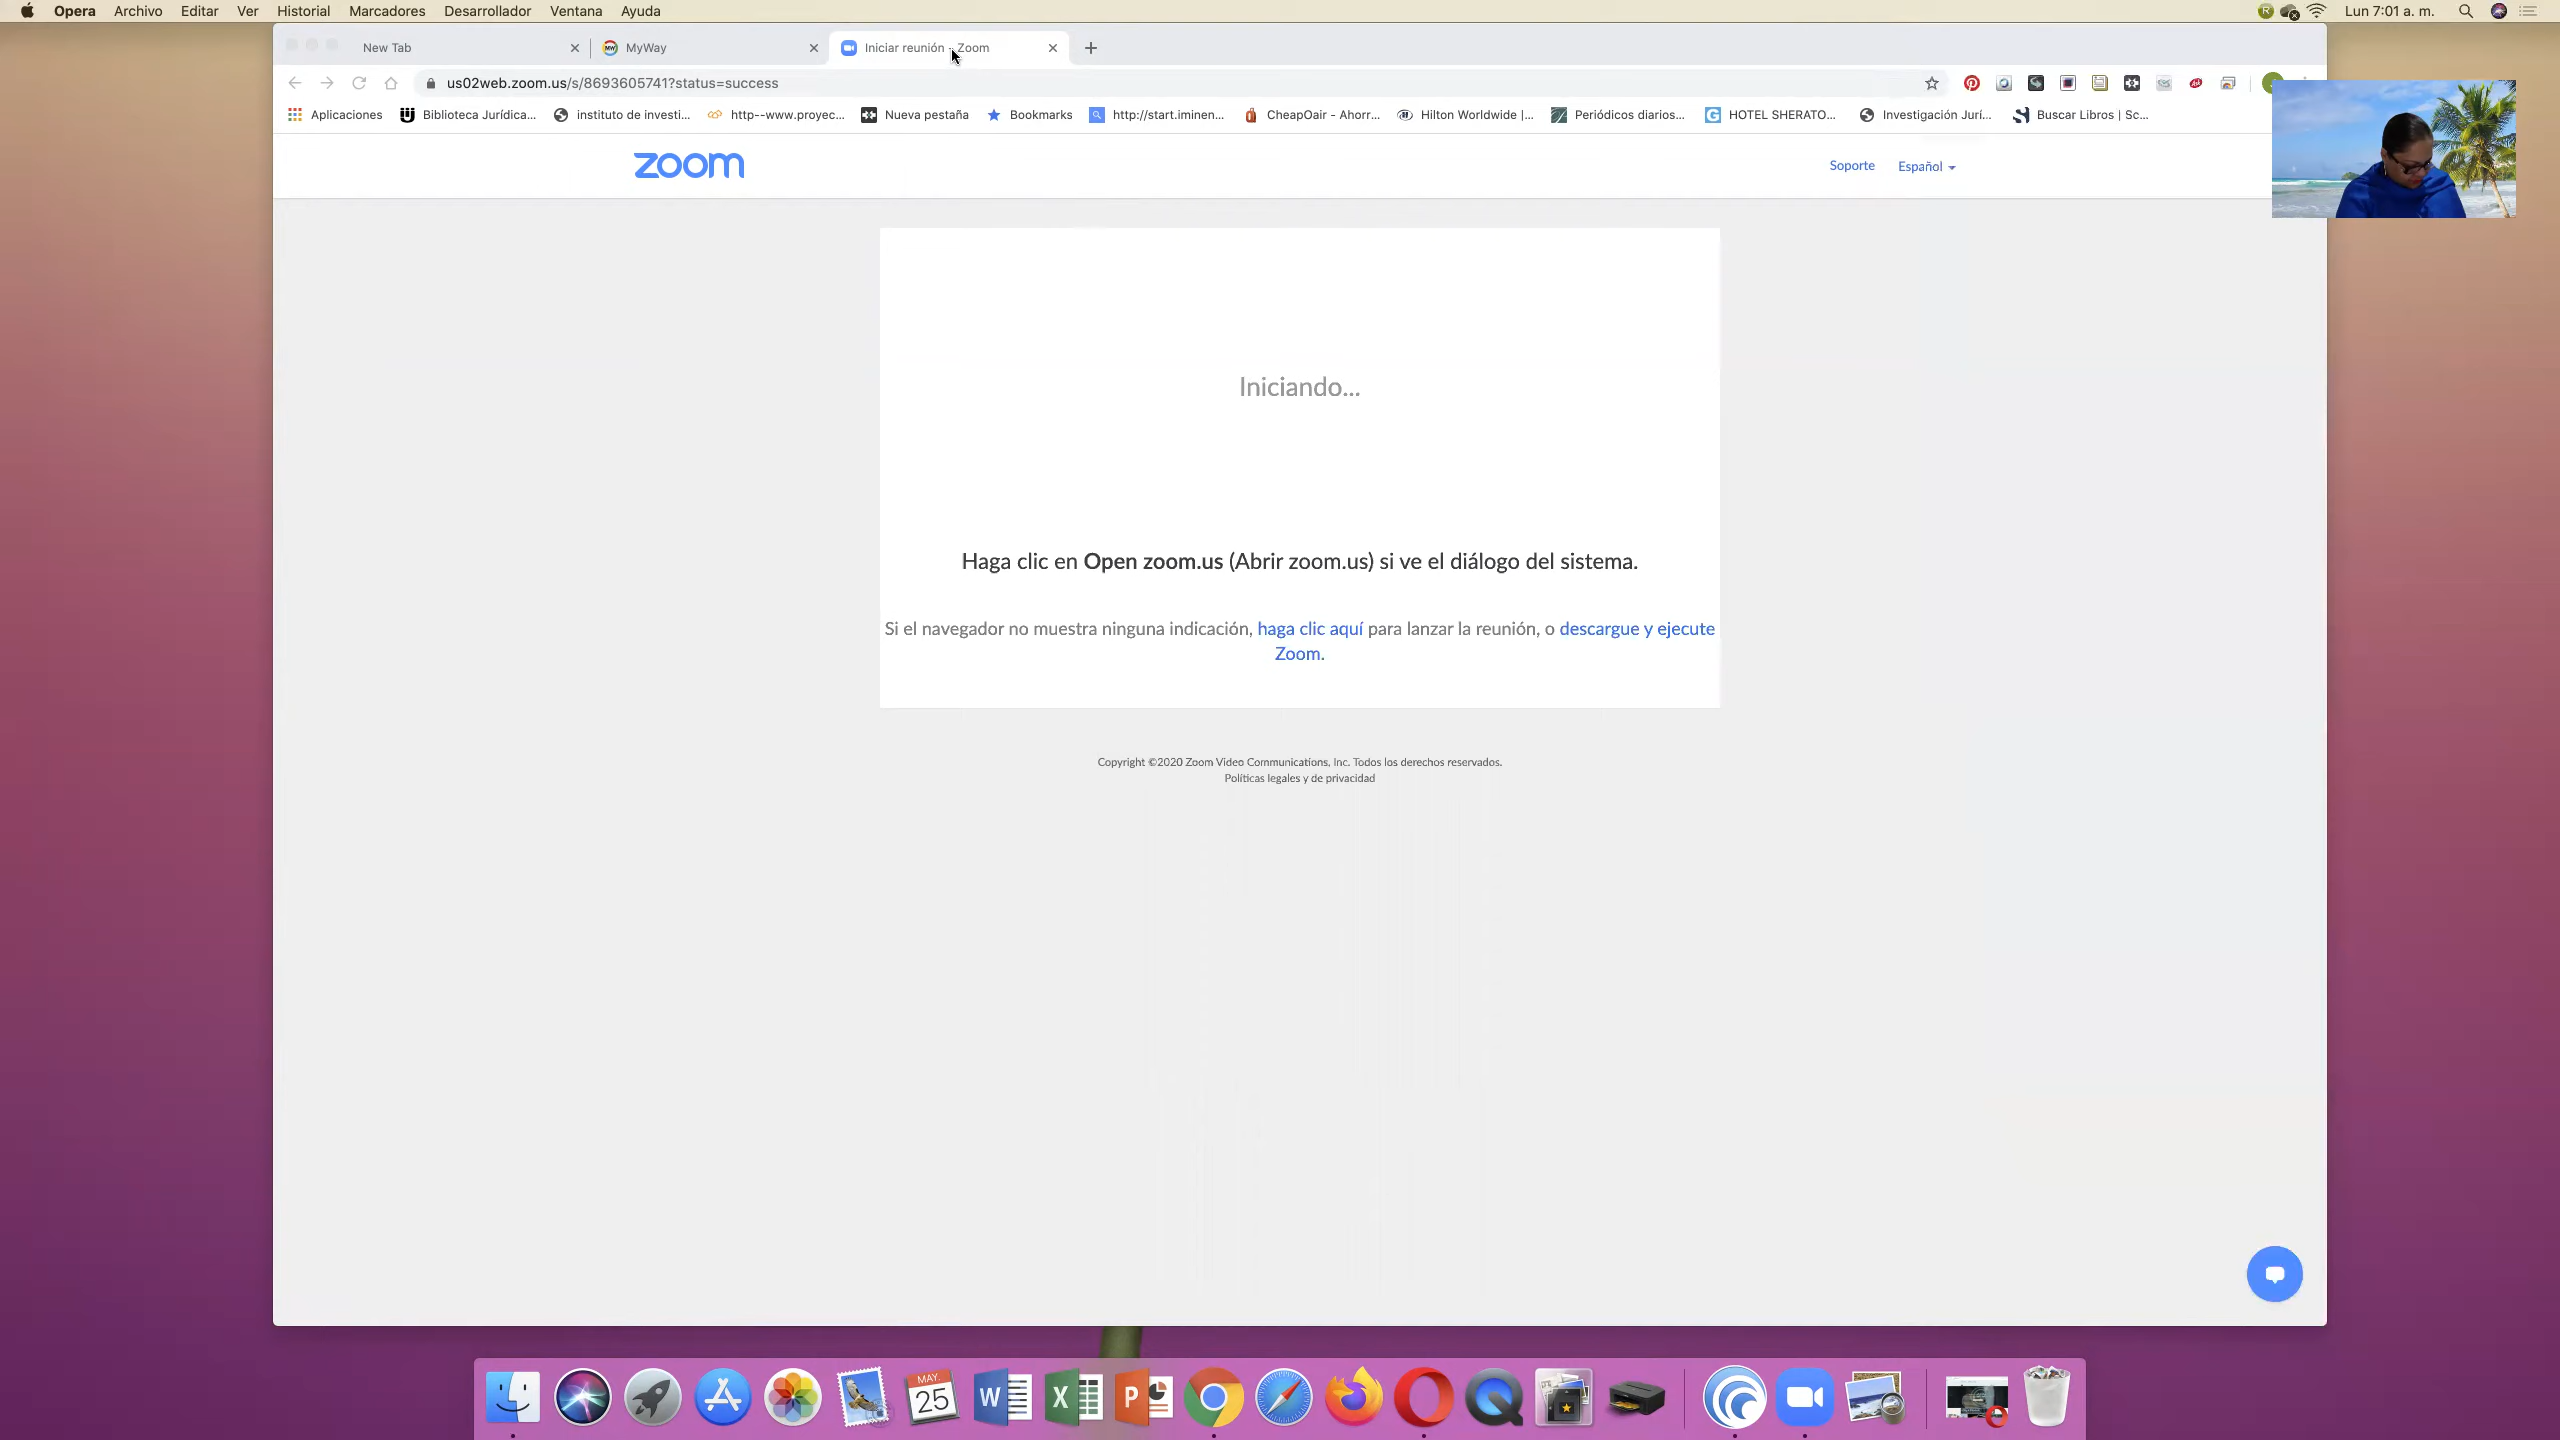 Opera Archivo Editar Ver Historial Marcadores Desarrollador Ventana Ayuda Lun 7:01 a. m.
New Tab MyWay Iniciar reunión - Zoom
us02web.zoom.us/s/8693605741?status=success
Aplicaciones Biblioteca Jurídica... instituto de investi... http--www.proyec... Nueva pestaña Bookmarks http://start.iminen... CheapOair - Ahorr... Hilton Worldwide |... Periódicos diarios... HOTEL SHERATO... Investigación Jurí... Buscar Libros | Sc...
zoom Soporte Español
Iniciando...
Haga clic en Open zoom.us (Abrir zoom.us) si ve el diálogo del sistema.
Si el navegador no muestra ninguna indicación, haga clic aquí para lanzar la reunión, o descargue y ejecute
Zoom.
Copyright ©2020 Zoom Video Communications, Inc. Todos los derechos reservados.
Políticas legales y de privacidad
MAY.
25
W X P